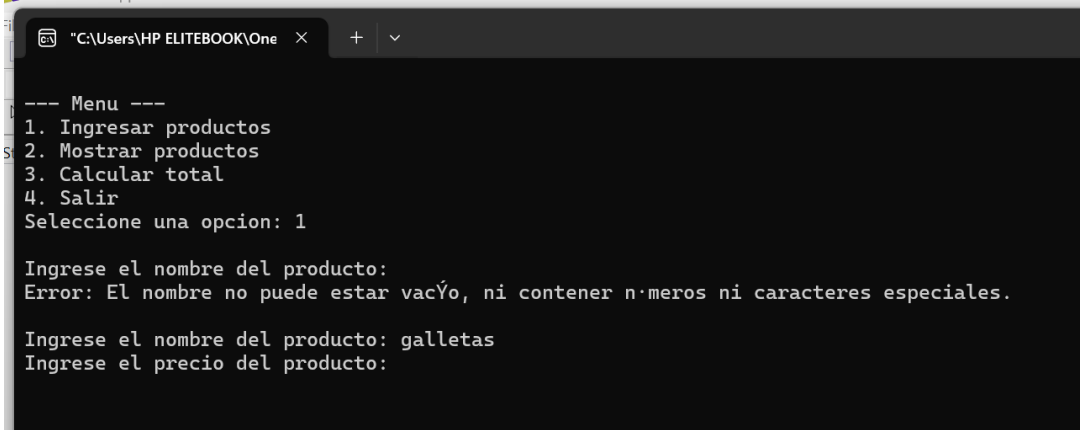 "C:\Users\HP ELITEBOOK\One
--- Menu ---
1. Ingresar productos
2. Mostrar productos
3. Calcular total
4. Salir
Seleccione una opcion: 1
Ingrese el nombre del producto:
Error: El nombre no puede estar vacÝo, ni contener n·meros ni caracteres especiales.
Ingrese el nombre del producto: galletas
Ingrese el precio del producto: